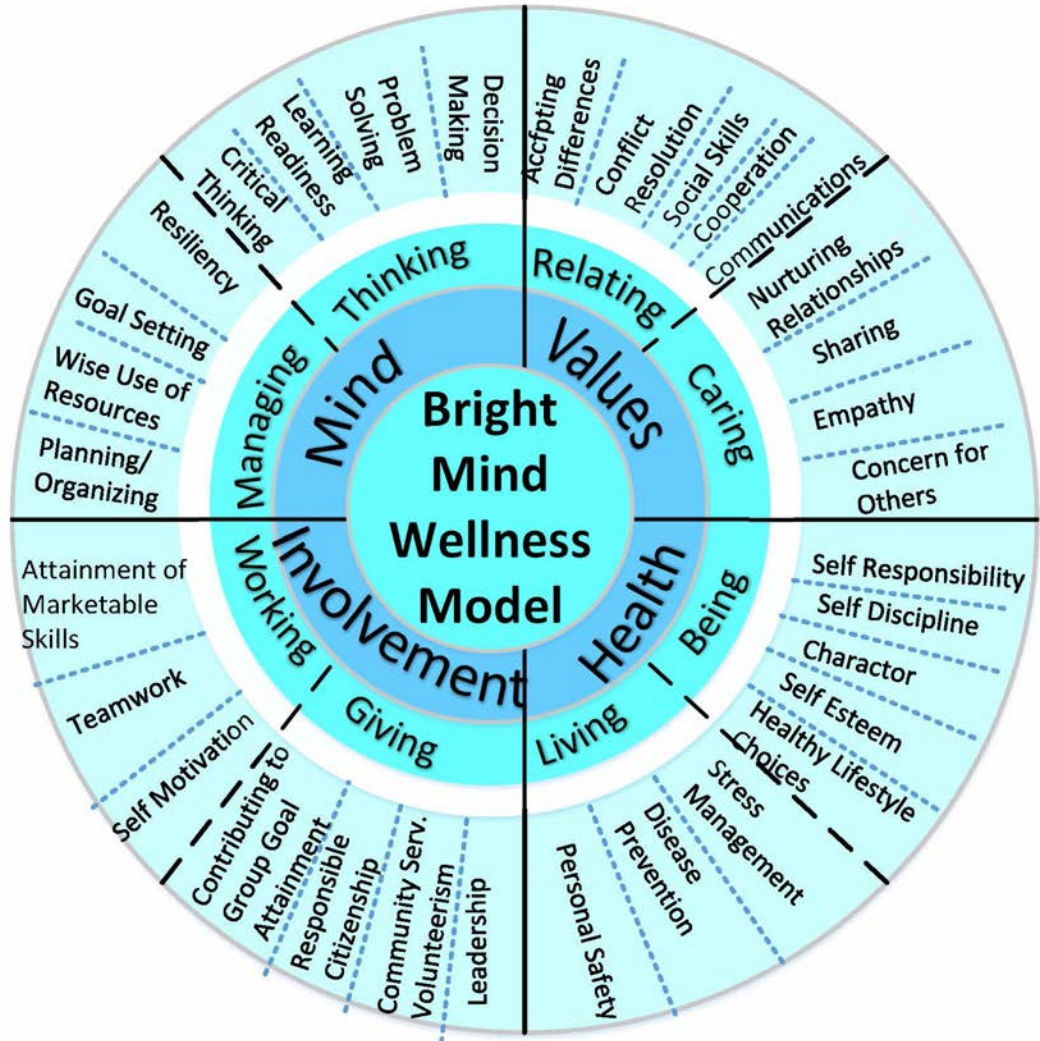 Bright
Mind
Wellness
Model
Mind
Values
Health
Involvement
Thinking
Relating
Caring
Being
Living
Giving
Working
Managing
Decision
Making
Problem
Solving
Learning
Readiness
Critical
Thinking
Resiliency
Goal Setting
Wise Use of
Resources
Planning/
Organizing
Accfpting
Differences
Conflict
Resolution
Social Skills
Cooperation
Communications
Nurturing
Relationships
Sharing
Empathy
Concern for
Others
Self Responsibility
Self Discipline
Charactor
Self Esteem
Healthy Lifestyle
Choices
Stress
Management
Disease
Prevention
Personal Safety
Leadership
Community Serv.
Volunteerism
Responsible
Citizenship
Contributing to
Group Goal
Attainment
Self Motivation
Teamwork
Attainment of
Marketable
Skills